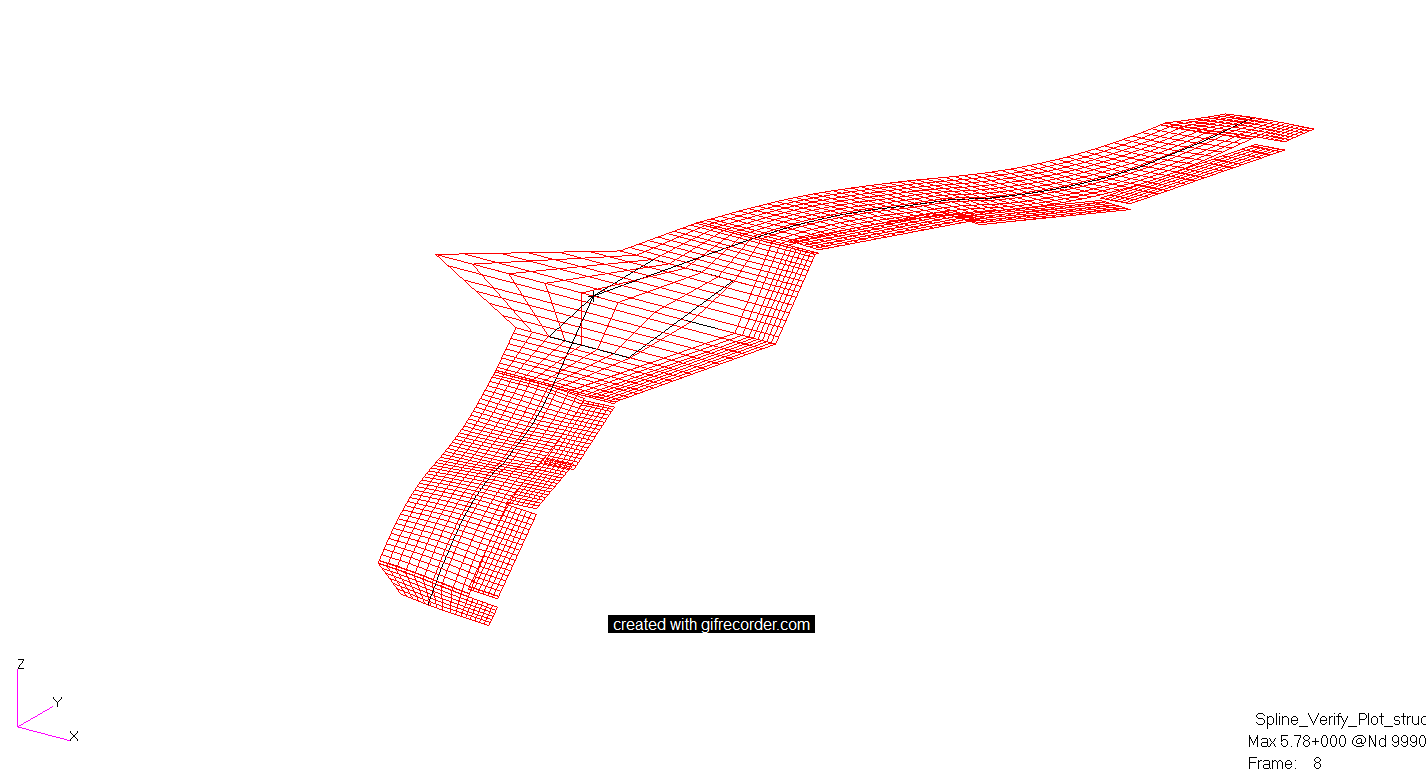 created with gifrecorder.com
Z
Y
X
Spline_Verify_Plot_struc
Max 5.78+000 @Nd 9990
Frame: 8